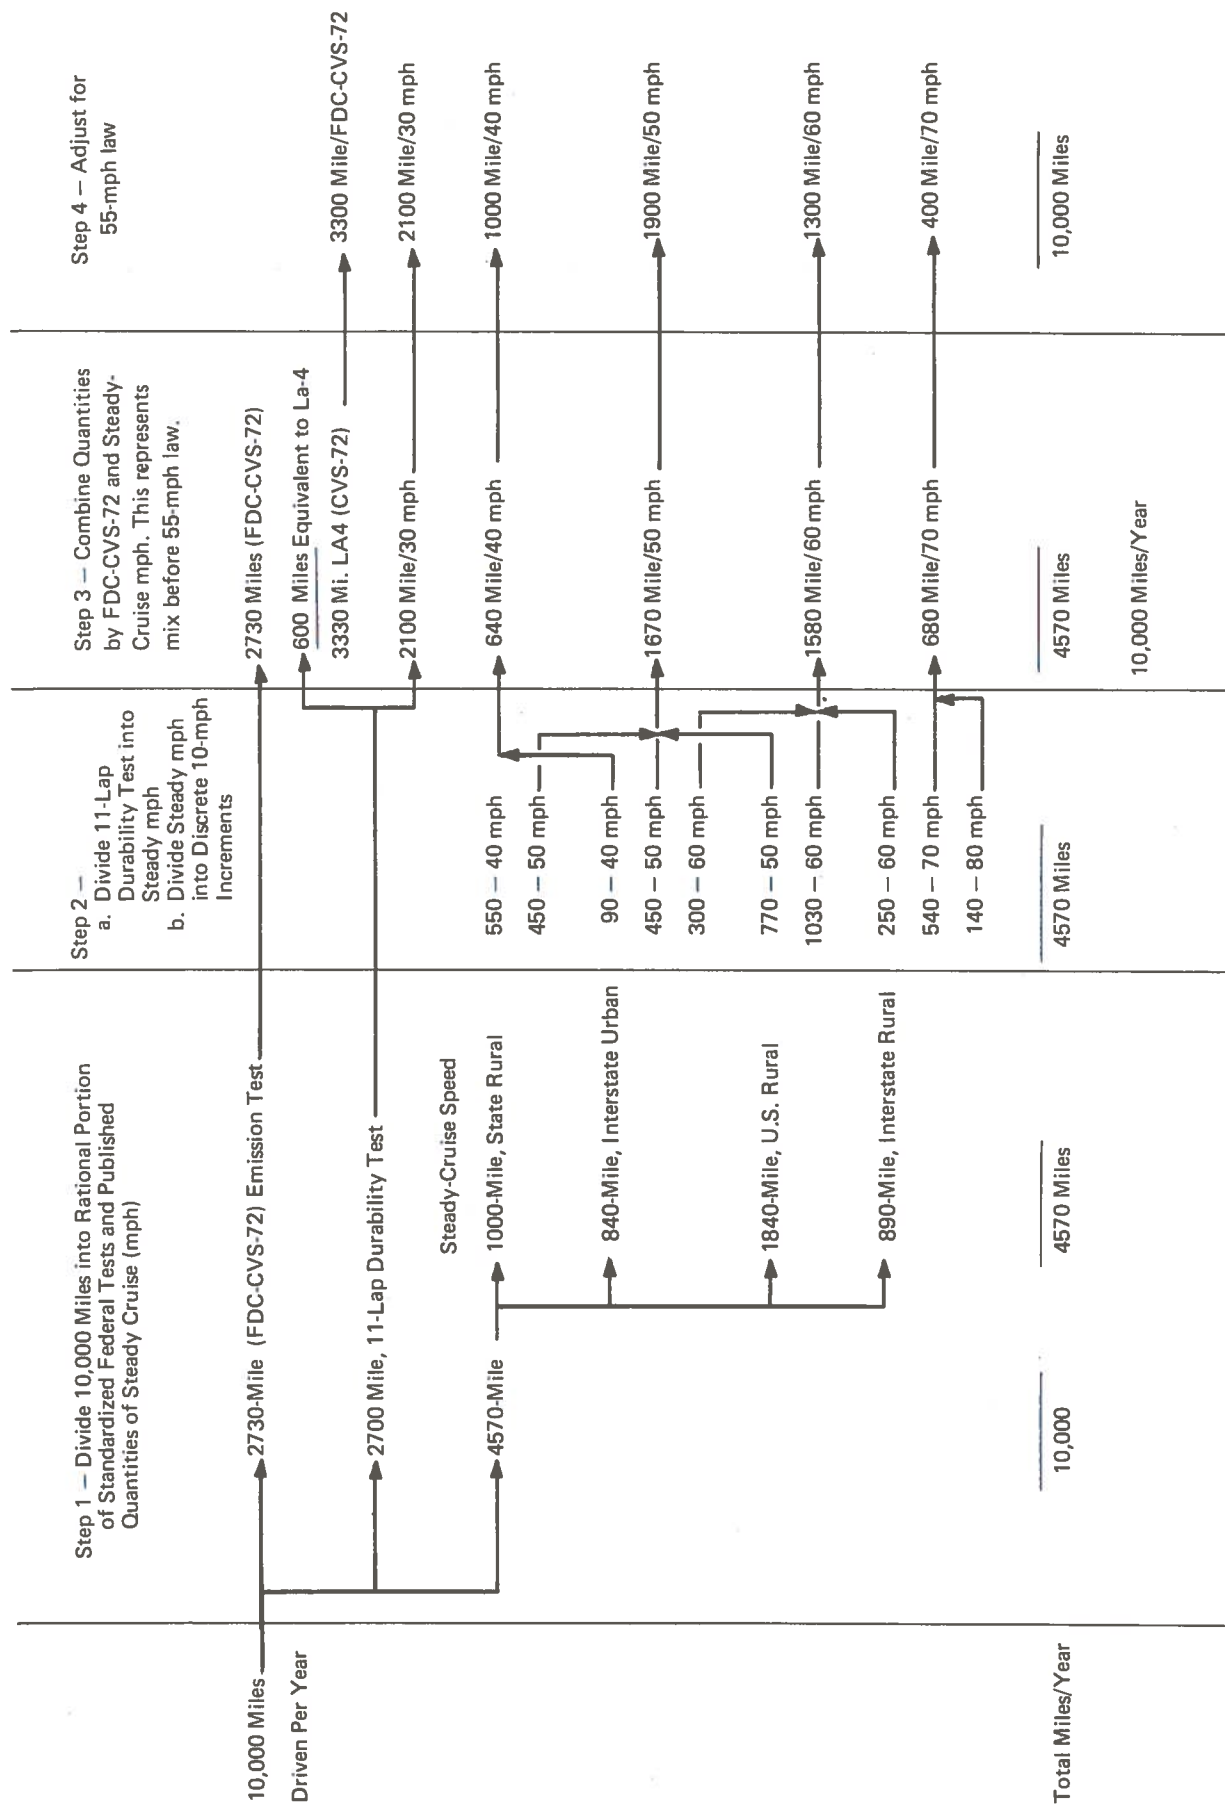 Step 1 — Divide 10,000 Miles into Rational Portion
of Standardized Federal Tests and Published
Quantities of Steady Cruise (mph)
Step 2 —
a. Divide 11-Lap
Durability Test into
Steady mph
b. Divide Steady mph
into Discrete 10-mph
Increments
Step 3 — Combine Quantities
by FDC-CVS-72 and Steady-
Cruise mph. This represents
mix before 55-mph law.
Step 4 — Adjust for
55-mph law
10,000 Miles
Driven Per Year
2730-Mile (FDC-CVS-72) Emission Test
2700 Mile, 11-Lap Durability Test
4570-Mile
Steady-Cruise Speed
1000-Mile, State Rural
840-Mile, Interstate Urban
1840-Mile, U.S. Rural
890-Mile, Interstate Rural
550 — 40 mph
450 — 50 mph
90 — 40 mph
450 — 50 mph
300 — 60 mph
770 — 50 mph
1030 — 60 mph
250 — 60 mph
540 — 70 mph
140 — 80 mph
2730 Miles (FDC-CVS-72)
600 Miles Equivalent to La-4
3330 Mi. LA4 (CVS-72)
2100 Mile/30 mph
640 Mile/40 mph
1670 Mile/50 mph
1580 Mile/60 mph
680 Mile/70 mph
3300 Mile/FDC-CVS-72
2100 Mile/30 mph
1000 Mile/40 mph
1900 Mile/50 mph
1300 Mile/60 mph
400 Mile/70 mph
Total Miles/Year
10,000
4570 Miles
4570 Miles
4570 Miles
10,000 Miles
10,000 Miles/Year